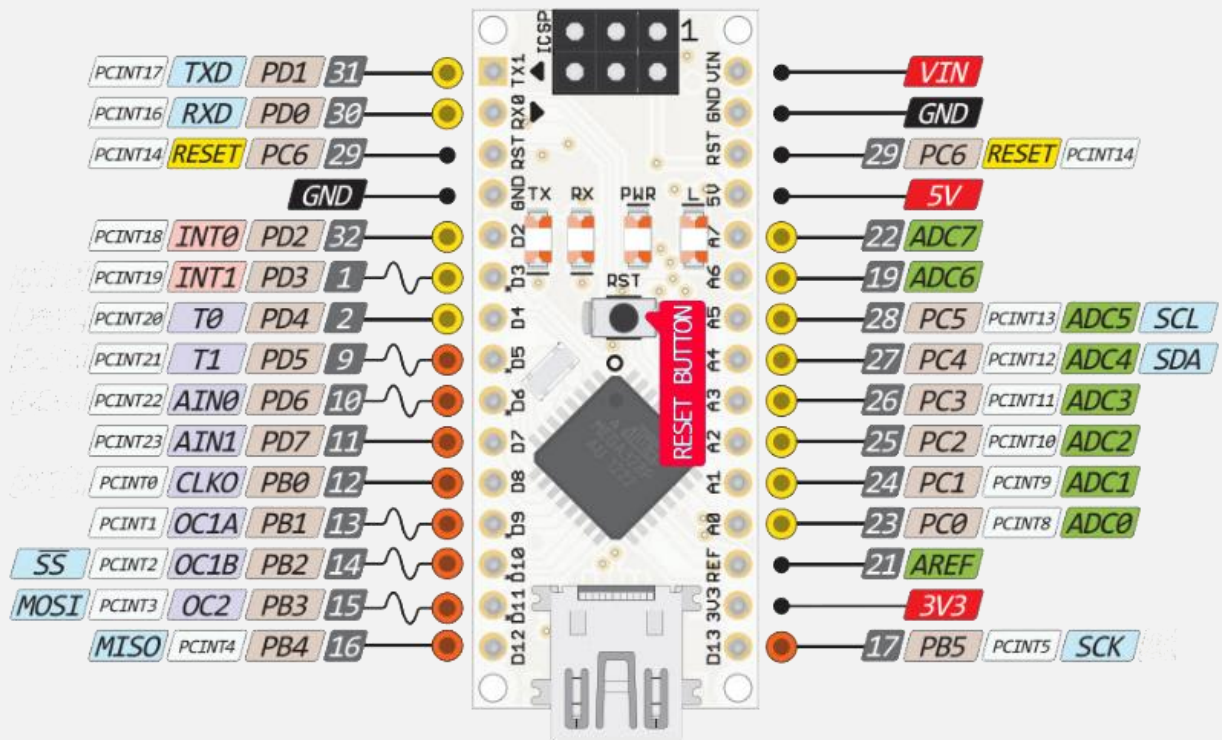 ICSP 1
PCINT17 TXD PD1 31 TX1 VIN VIN
PCINT16 RXD PD0 30 RX0 GND GND
PCINT14 RESET PC6 29 RST RST 29 PC6 RESET PCINT14
GND GND 5V 5V
TX RX PWR L
PCINT18 INT0 PD2 32 D2 A7 22 ADC7
PCINT19 INT1 PD3 1 D3 A6 19 ADC6
RST
PCINT20 T0 PD4 2 D4 A5 28 PC5 PCINT13 ADC5 SCL
PCINT21 T1 PD5 9 D5 A4 27 PC4 PCINT12 ADC4 SDA
RESET BUTTON
PCINT22 AIN0 PD6 10 D6 A3 26 PC3 PCINT11 ADC3
PCINT23 AIN1 PD7 11 D7 A2 25 PC2 PCINT10 ADC2
PCINT0 CLKO PB0 12 D8 A1 24 PC1 PCINT9 ADC1
PCINT1 OC1A PB1 13 D9 A0 23 PC0 PCINT8 ADC0
SS PCINT2 OC1B PB2 14 D10 REF 21 AREF
MOSI PCINT3 OC2 PB3 15 D11 3V3 3V3
MISO PCINT4 PB4 16 D12 D13 17 PB5 PCINT5 SCK